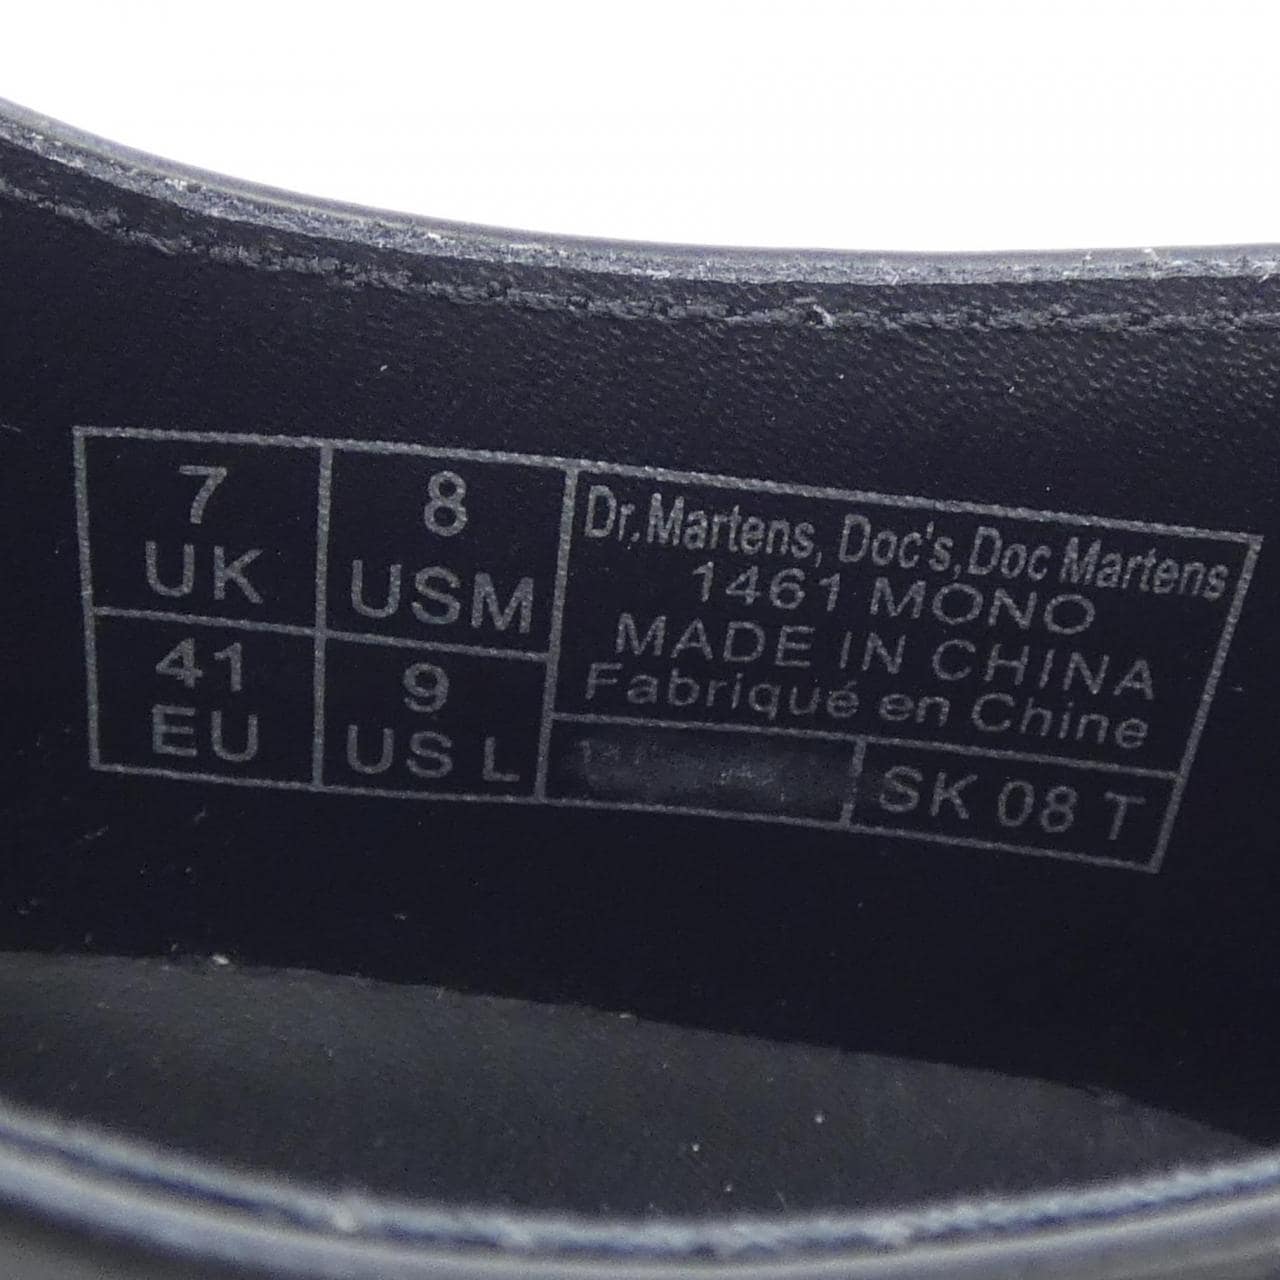 7
UK
8
USM
41
EU
9
US L
Dr.Martens, Doc's, Doc Martens
1461 MONO
MADE IN CHINA
Fabriqué en Chine
SK 08 T